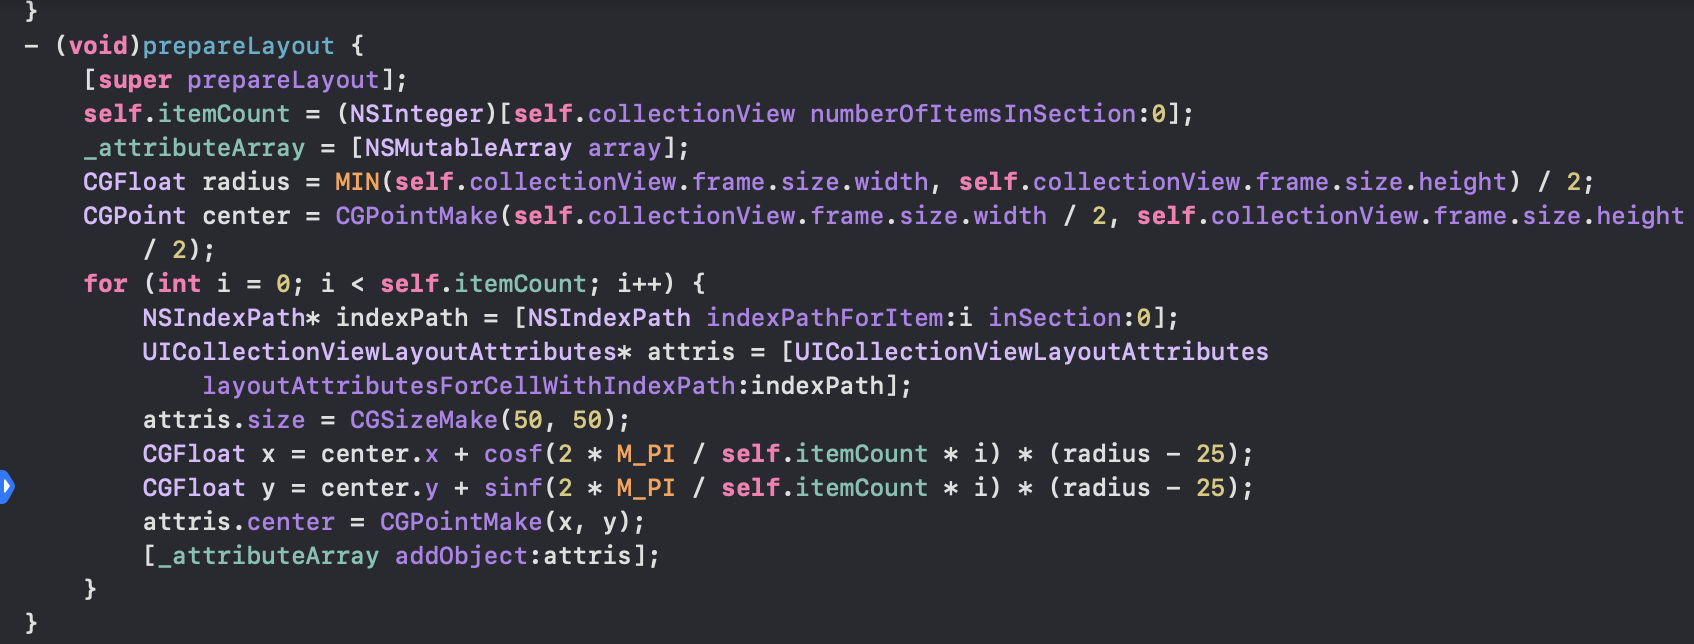 }
- (void)prepareLayout {
    [super prepareLayout];
    self.itemCount = (NSInteger)[self.collectionView numberOfItemsInSection:0];
    _attributeArray = [NSMutableArray array];
    CGFloat radius = MIN(self.collectionView.frame.size.width, self.collectionView.frame.size.height) / 2;
    CGPoint center = CGPointMake(self.collectionView.frame.size.width / 2, self.collectionView.frame.size.height
        / 2);
    for (int i = 0; i < self.itemCount; i++) {
        NSIndexPath* indexPath = [NSIndexPath indexPathForItem:i inSection:0];
        UICollectionViewLayoutAttributes* attris = [UICollectionViewLayoutAttributes
            layoutAttributesForCellWithIndexPath:indexPath];
        attris.size = CGSizeMake(50, 50);
        CGFloat x = center.x + cosf(2 * M_PI / self.itemCount * i) * (radius - 25);
        CGFloat y = center.y + sinf(2 * M_PI / self.itemCount * i) * (radius - 25);
        attris.center = CGPointMake(x, y);
        [_attributeArray addObject:attris];
    }
}